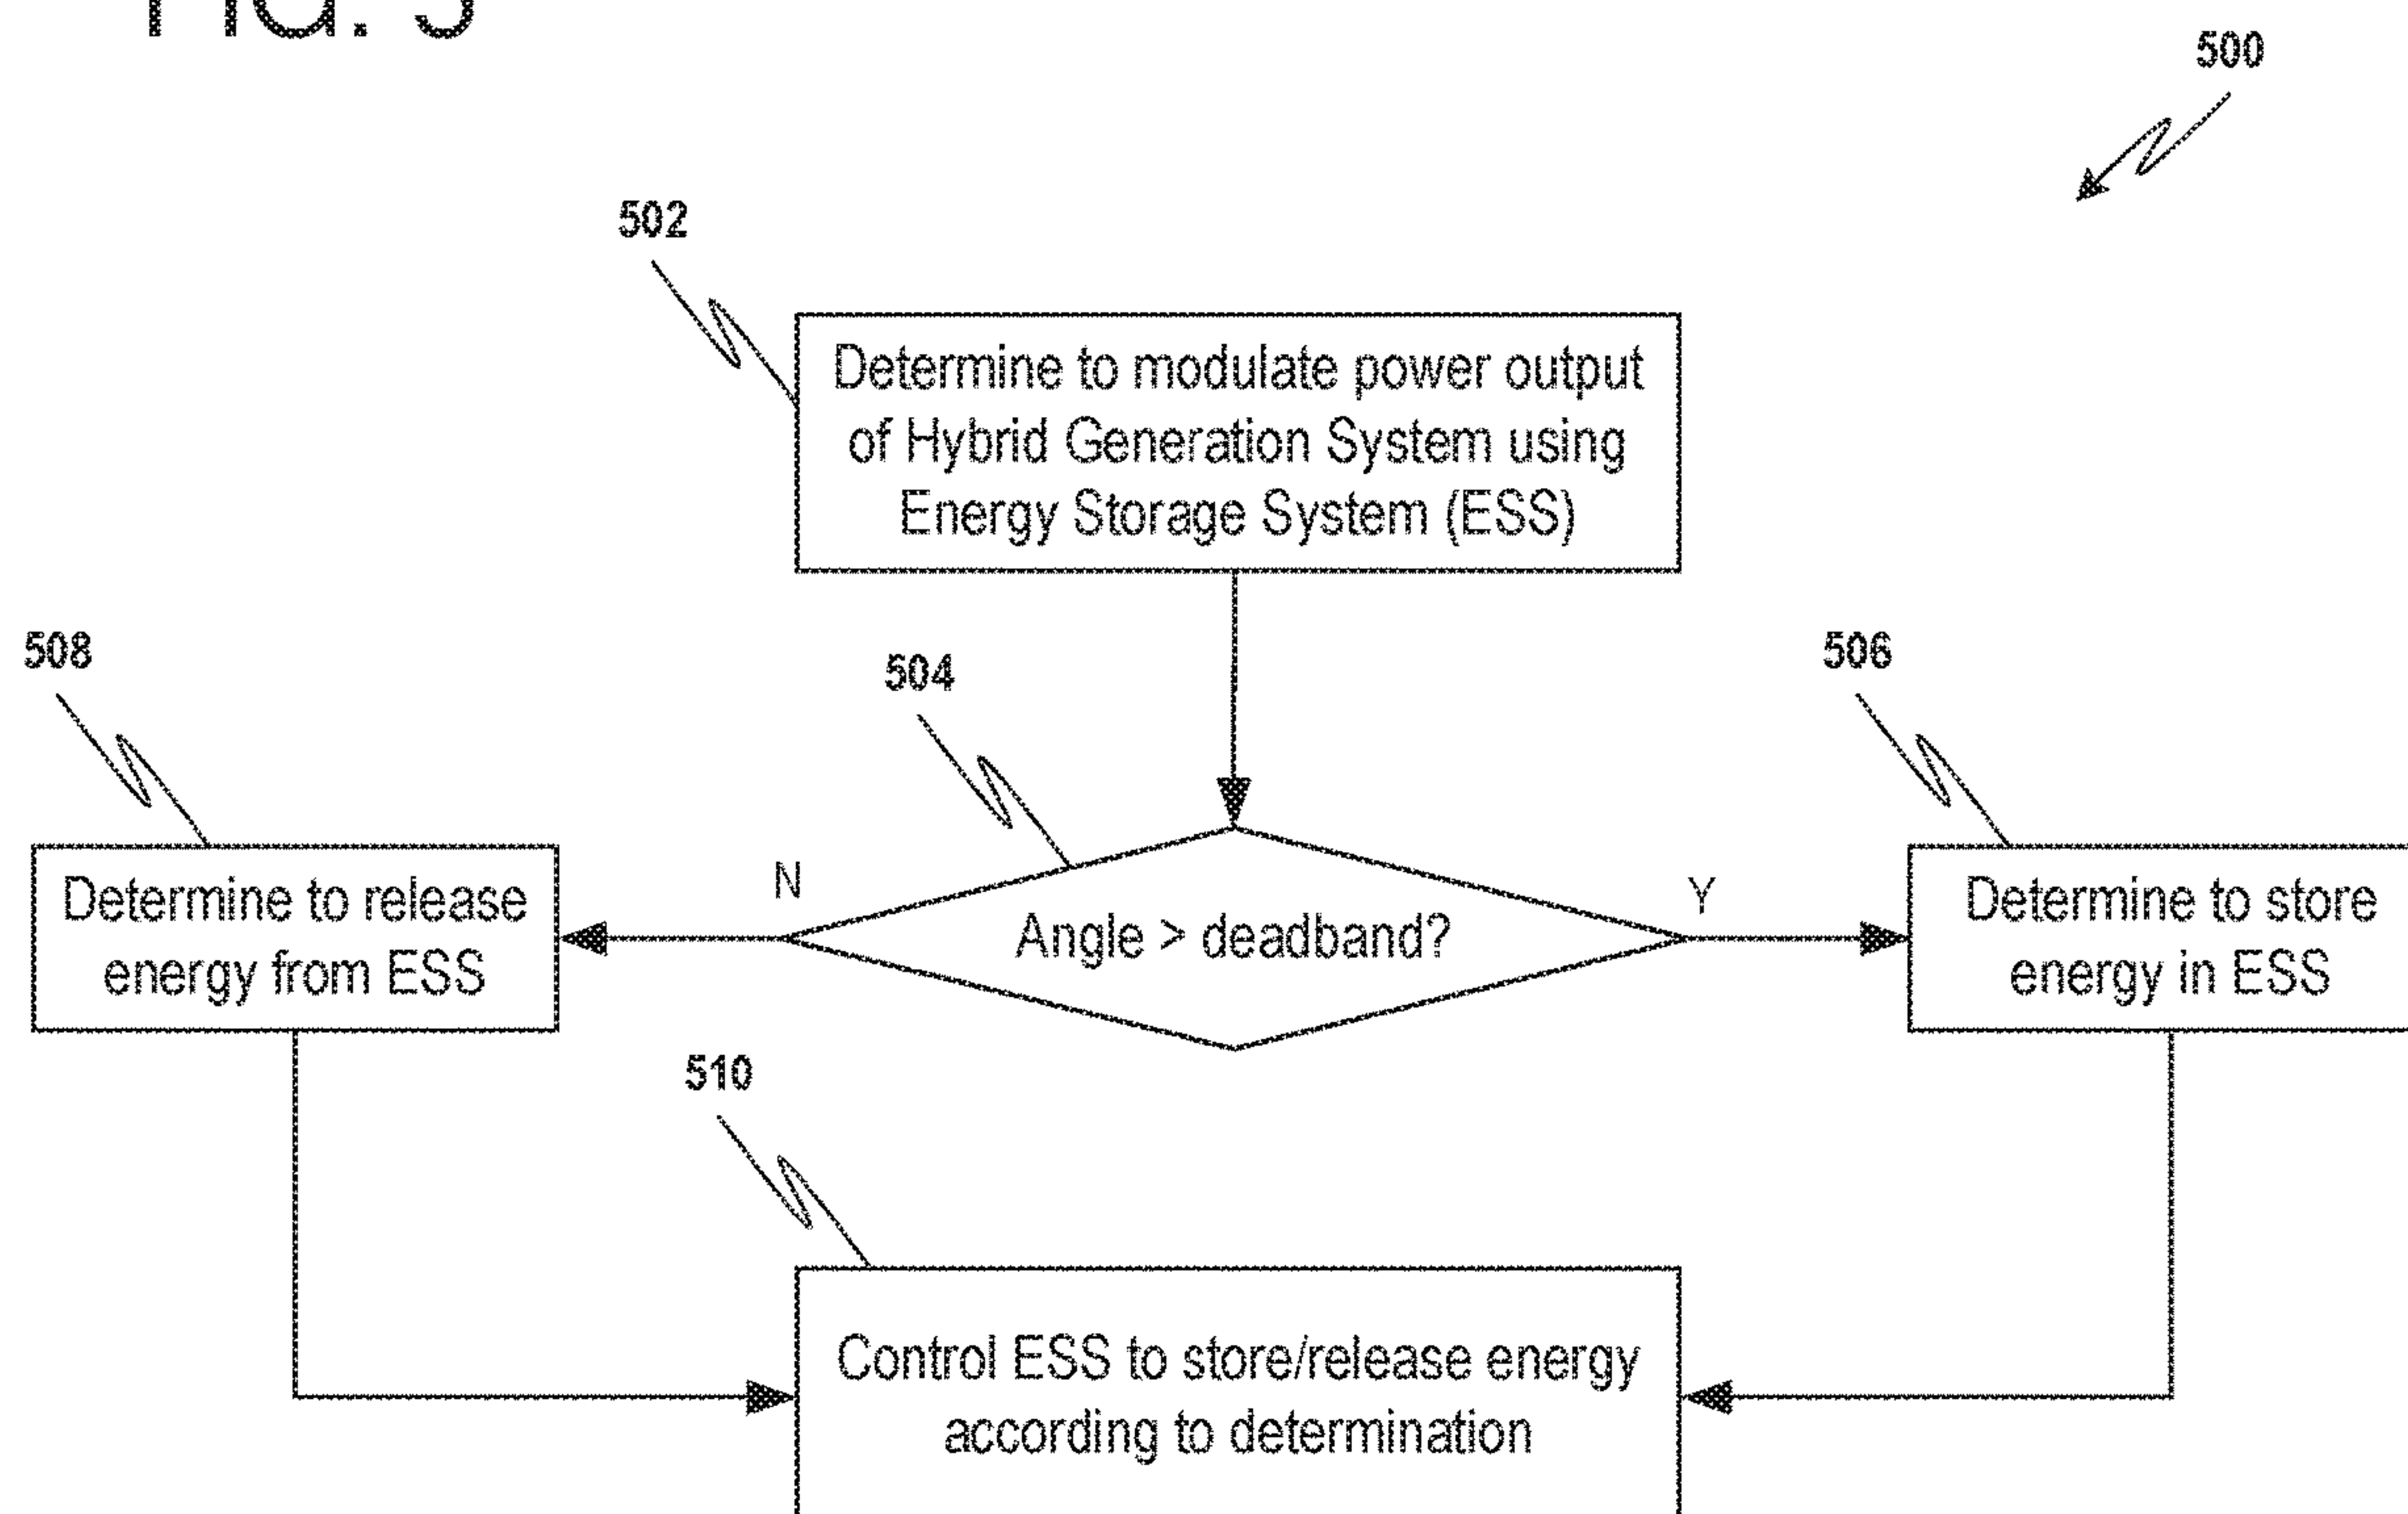 FIG. 5
500
502
Determine to modulate power output
of Hybrid Generation System using
Energy Storage System (ESS)
508
504
506
Determine to release
energy from ESS
N
Angle > deadband?
Y
Determine to store
energy in ESS
510
Control ESS to store/release energy
according to determination